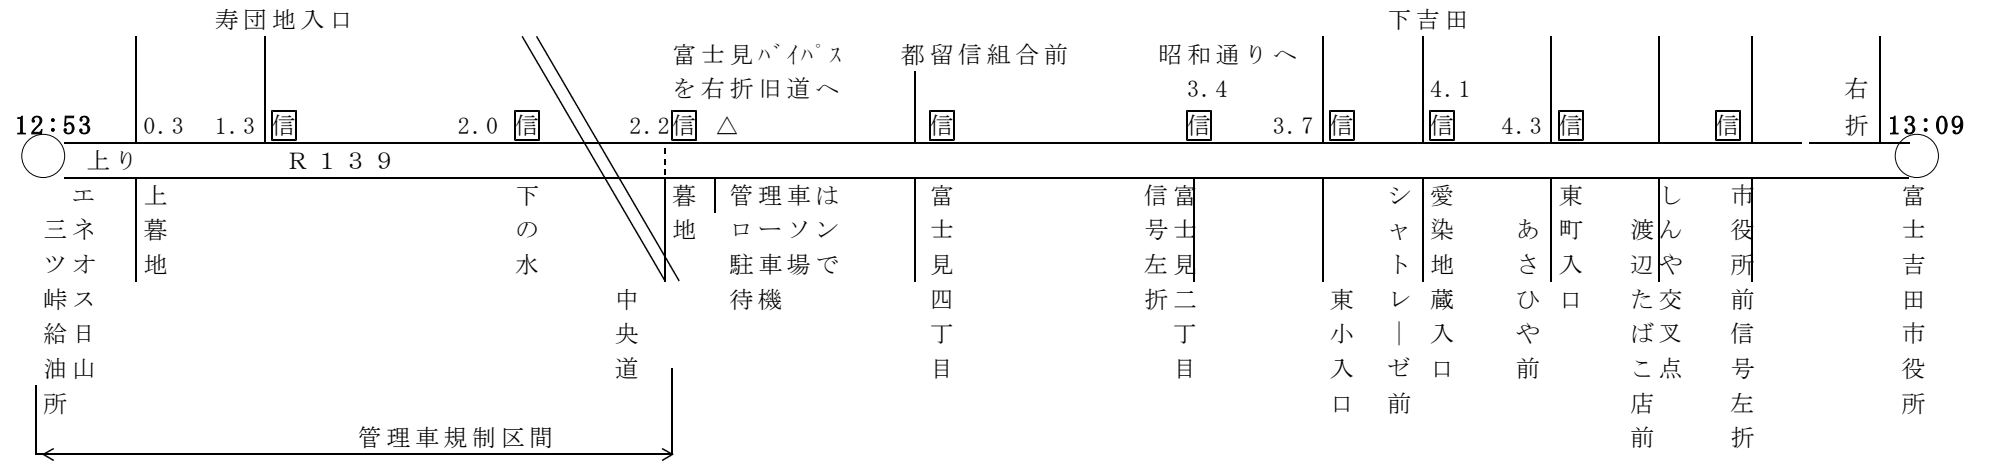 寿団地入口
下吉田
富士見ﾊﾞｲﾊﾟｽ
を右折旧道へ
都留信組合前
昭和通りへ
3.4
4.1
右折
12:53
0.3
1.3
信
2.0
信
2.2
信
△
信
信
3.7
信
信
4.3
信
信
13:09
上り
R139
エネオス日山
三ツ峠給油所
上暮地
下の水
中央道
暮地
管理車は
ローソン
駐車場で
待機
富士見四丁目
富士見二丁目
信号左折
東小入口
シャトレーゼ前
愛染地蔵入口
あさひや前
東町入口
しんや交叉点
渡辺たばこ店前
市役所前信号左折
富士吉田市役所
管理車規制区間